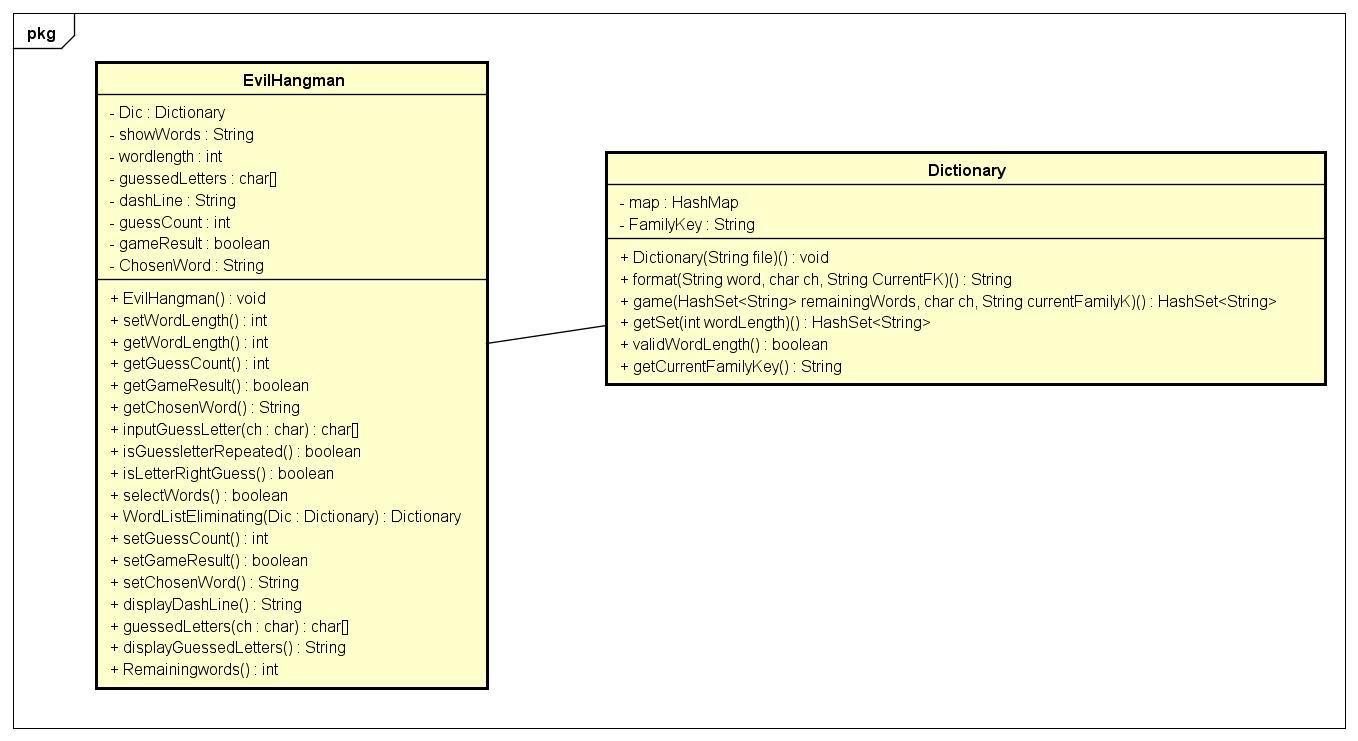 pkg
EvilHangman
- Dic : Dictionary
- showWords : String
- wordlength : int
- guessedLetters : char[]
- dashLine : String
- guessCount : int
- gameResult : boolean
- ChosenWord : String
+ EvilHangman() : void
+ setWordLength() : int
+ getWordLength() : int
+ getGuessCount() : int
+ getGameResult() : boolean
+ getChosenWord() : String
+ inputGuessLetter(ch : char) : char[]
+ isGuessletterRepeated() : boolean
+ isLetterRightGuess() : boolean
+ selectWords() : boolean
+ WordListEliminating(Dic : Dictionary) : Dictionary
+ setGuessCount() : int
+ setGameResult() : boolean
+ setChosenWord() : String
+ displayDashLine() : String
+ guessedLetters(ch : char) : char[]
+ displayGuessedLetters() : String
+ Remainingwords() : int
Dictionary
- map : HashMap
- FamilyKey : String
+ Dictionary(String file)() : void
+ format(String word, char ch, String CurrentFK)() : String
+ game(HashSet<String> remainingWords, char ch, String currentFamilyK)() : HashSet<String>
+ getSet(int wordLength)() : HashSet<String>
+ validWordLength() : boolean
+ getCurrentFamilyKey() : String